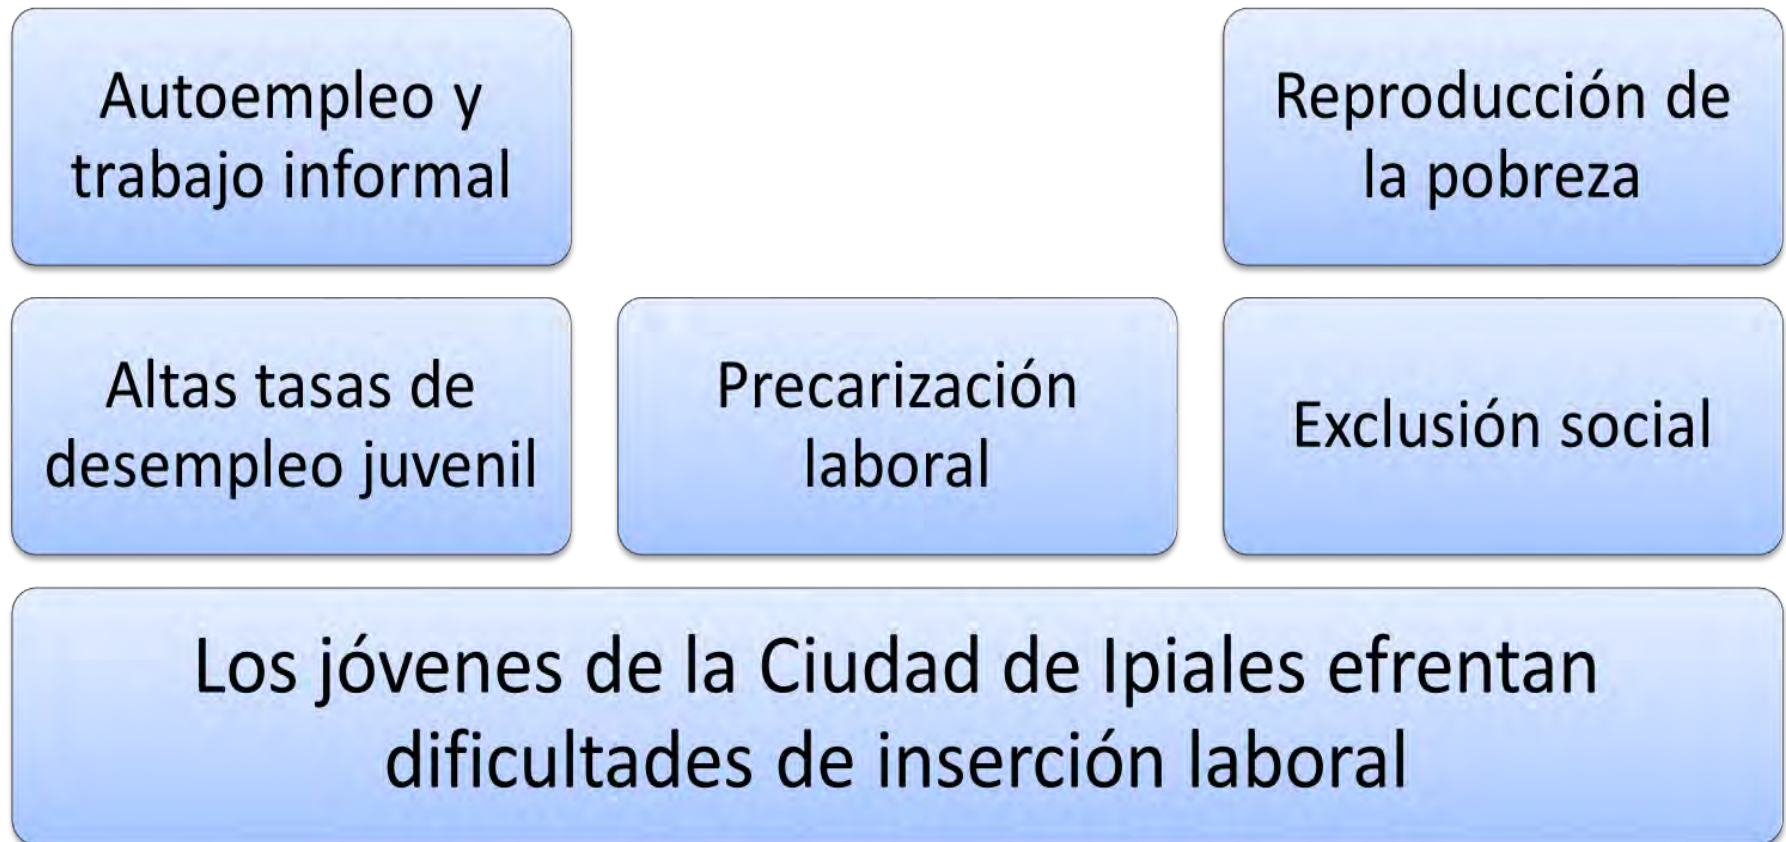 Autoempleo y
trabajo informal
Reproducción de
la pobreza
Altas tasas de
desempleo juvenil
Precarización
laboral
Exclusión social
Los jóvenes de la Ciudad de Ipiales efrentan
dificultades de inserción laboral